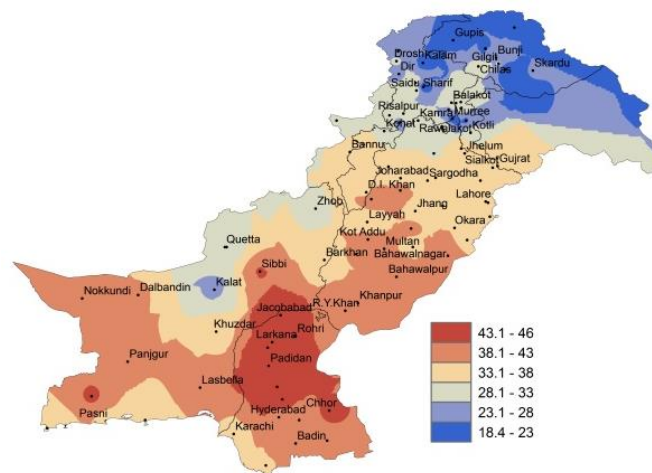 Gupis
Drosh Kalam
Gilgit
Bunji
Dir
Chilas
Skardu
Saidu Sharif
Balakot
Risalpur
Kamra
Murree
Kohat
Rawalakot
Kotli
Bannu
Jhelum
Sialkot
Gujrat
Joharabad
Sargodha
D.I. Khan
Lahore
Zhob
Layyah
Jhang
Okara
Kot Addu
Quetta
Multan
Barkhan
Bahawalnagar
Sibbi
Bahawalpur
Kalat
Nokkundi
Dalbandin
Khanpur
R.Y.Khan
Jacobabad
Khuzdar
Rohri
Larkana
Panjgur
Padidan
Lasbella
Chhor
Pasni
Hyderabad
Karachi
Badin
43.1 - 46
38.1 - 43
33.1 - 38
28.1 - 33
23.1 - 28
18.4 - 23